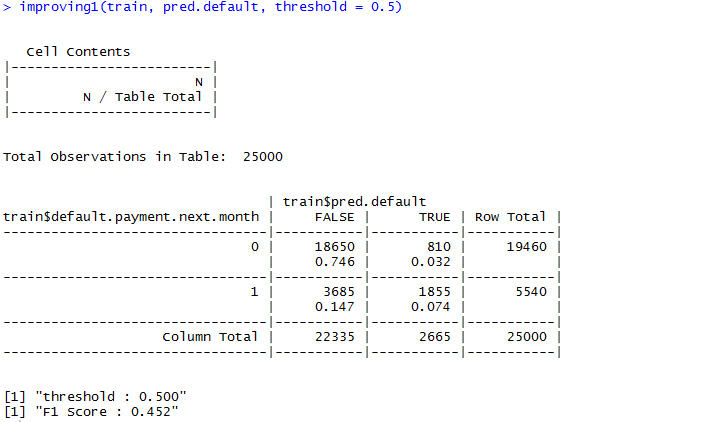 > improving1(train, pred.default, threshold = 0.5)
Cell Contents
|-------------------------|
| N |
| N / Table Total |
|-------------------------|
Total Observations in Table: 25000
| train$pred.default
train$default.payment.next.month | FALSE | TRUE | Row Total |
---------------------------------|-----------|-----------|-----------|
0 | 18650 | 810 | 19460 |
| 0.746 | 0.032 | |
---------------------------------|-----------|-----------|-----------|
1 | 3685 | 1855 | 5540 |
| 0.147 | 0.074 | |
---------------------------------|-----------|-----------|-----------|
Column Total | 22335 | 2665 | 25000 |
---------------------------------|-----------|-----------|-----------|
[1] "threshold : 0.500"
[1] "F1 Score : 0.452"